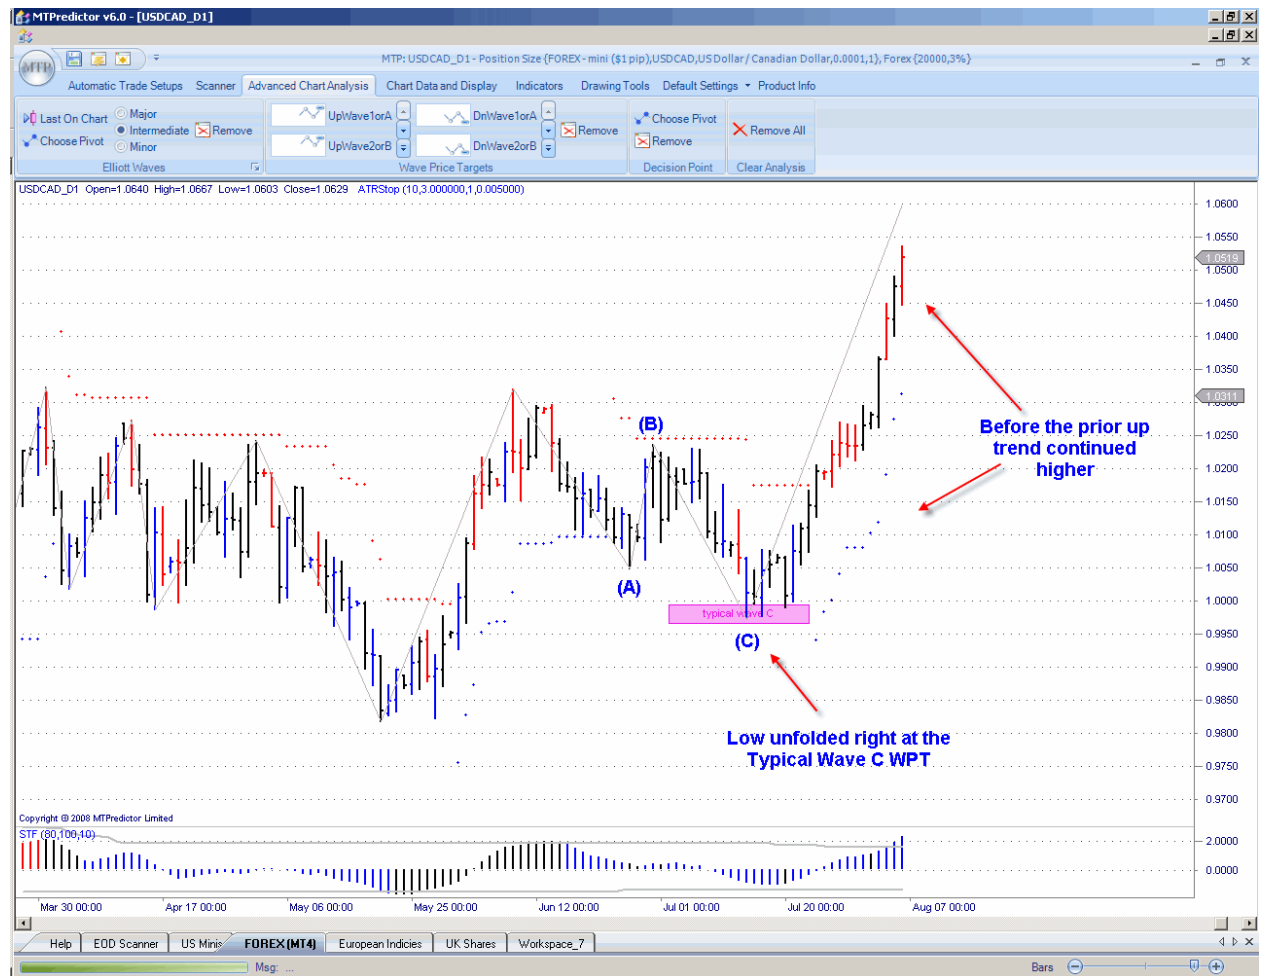 MTPredictor v6.0 - [USDCAD_D1]
MTP: USDCAD_D1 - Position Size {FOREX - mini ($1 pip),USDCAD,US Dollar / Canadian Dollar,0.0001,1}, Forex {20000,3%}
MTP
Automatic Trade Setups Scanner Advanced Chart Analysis Chart Data and Display Indicators Drawing Tools Default Settings Product Info
Last On Chart
Choose Pivot
Major
Intermediate
Minor
Remove
Elliott Waves
UpWave1orA
UpWave2orB
DnWave1orA
DnWave2orB
Remove
Wave Price Targets
Choose Pivot
Remove
Decision Point
Remove All
Clear Analysis
USDCAD_D1 Open=1.0640 High=1.0667 Low=1.0603 Close=1.0629 ATRStop (10,3.000000,1,0.005000)
1.0600
1.0550
1.0519
1.0500
1.0450
1.0400
1.0350
1.0311
1.0300
1.0250
1.0200
1.0150
1.0100
1.0050
1.0000
0.9950
0.9900
0.9850
0.9800
0.9750
0.9700
(B)
(A)
typical wave C
(C)
Before the prior up
trend continued
higher
Low unfolded right at the
Typical Wave C WPT
Copyright @ 2008 MTPredictor Limited
STF (80,100,10)
2.0000
0.0000
Mar 30 00:00 Apr 17 00:00 May 06 00:00 May 25 00:00 Jun 12 00:00 Jul 01 00:00 Jul 20 00:00 Aug 07 00:00
Help EOD Scanner US Minis FOREX (MT4) European Indicies UK Shares Workspace_7
Msg: ...
Bars